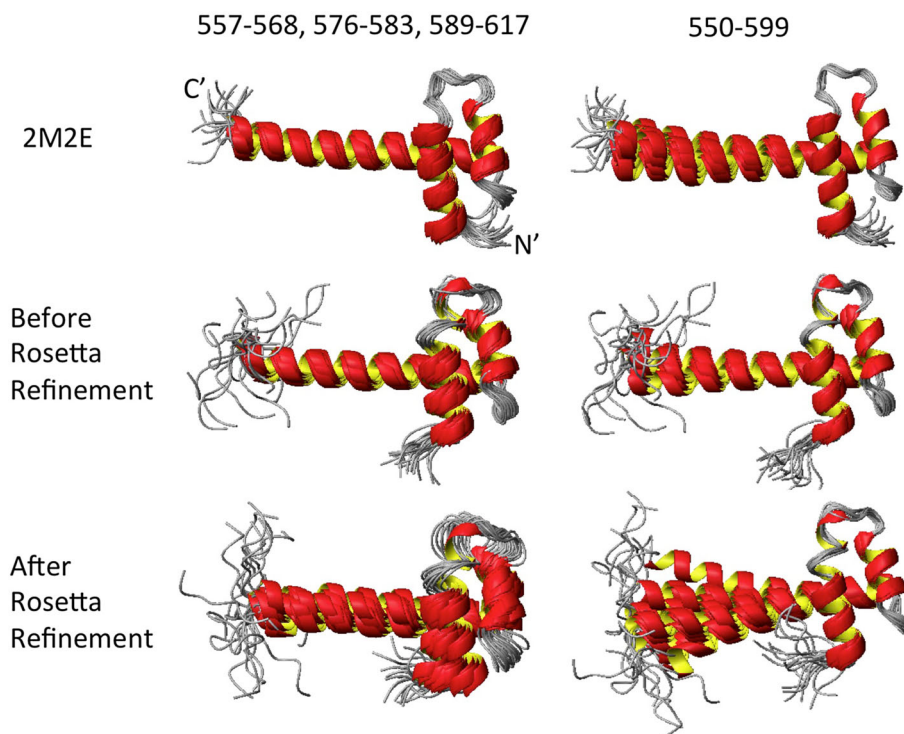 557-568, 576-583, 589-617
550-599
C’
2M2E
N’
Before
Rosetta
Refinement
After
Rosetta
Refinement